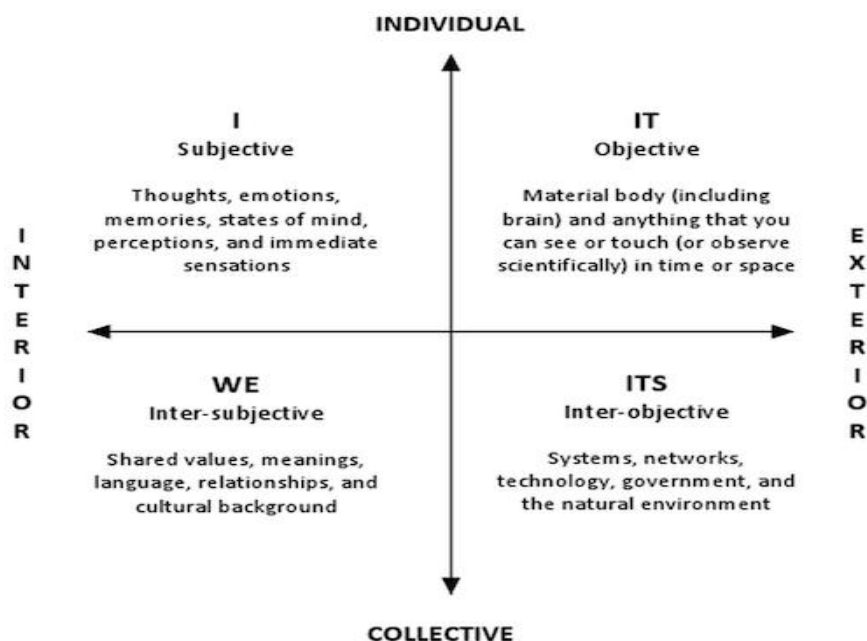 INDIVIDUAL
I
Subjective
Thoughts, emotions,
memories, states of mind,
perceptions, and immediate
sensations
IT
Objective
Material body (including
brain) and anything that you
can see or touch (or observe
scientifically) in time or space
INTERIOR
EXTERIOR
WE
Inter-subjective
Shared values, meanings,
language, relationships, and
cultural background
ITS
Inter-objective
Systems, networks,
technology, government, and
the natural environment
COLLECTIVE